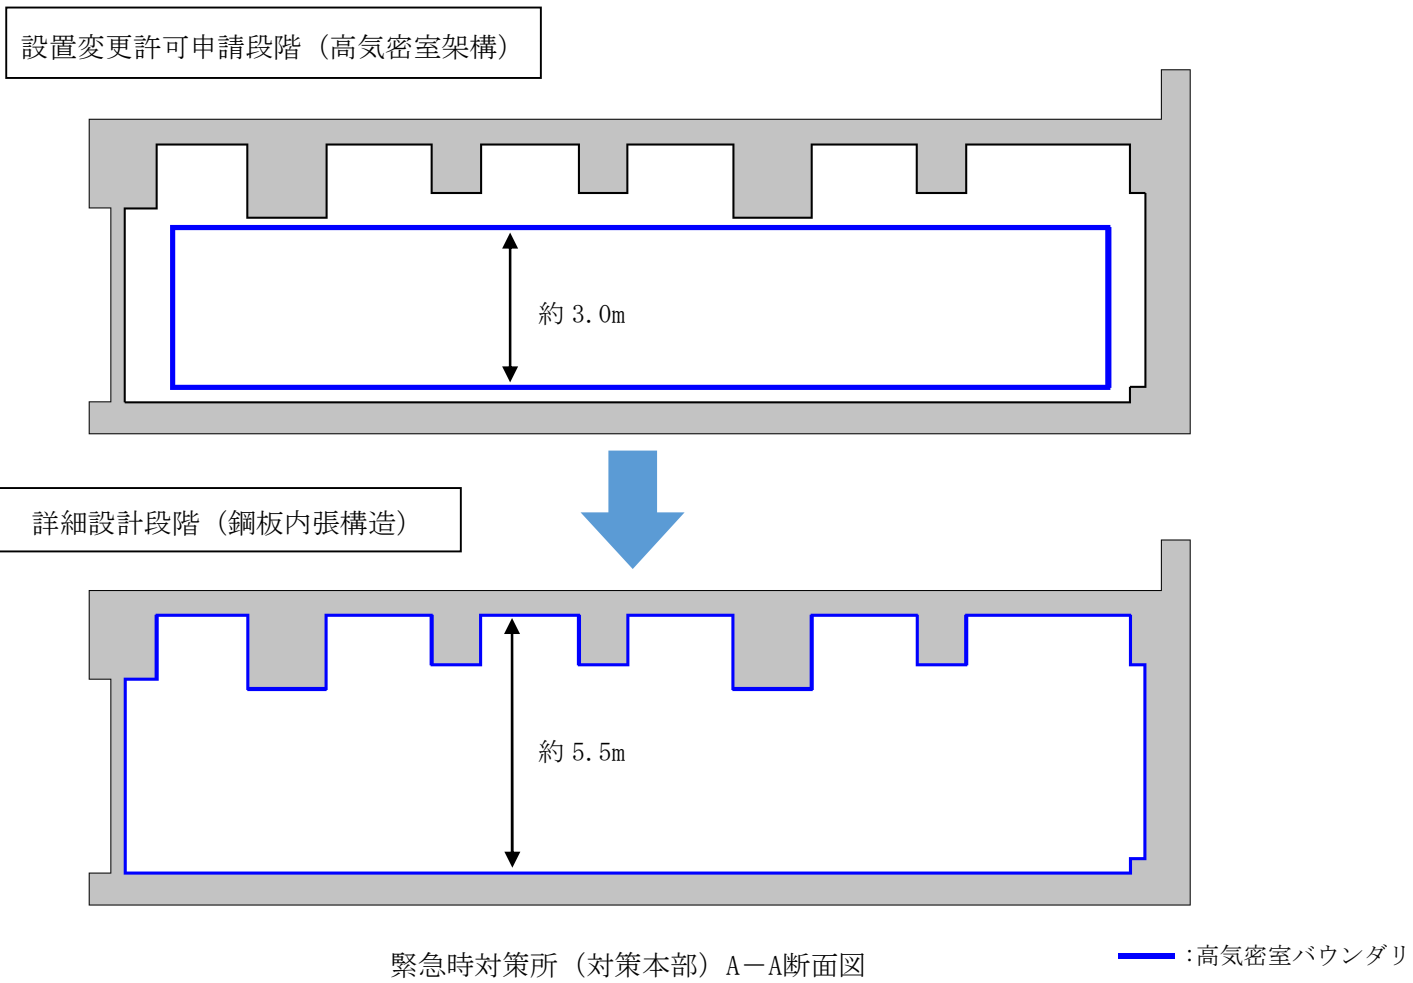 設置変更許可申請段階（高気密室架構）
約 3.0m
詳細設計段階（鋼板内張構造）
約 5.5m
緊急時対策所（対策本部）A－A断面図
:高気密室バウンダリ